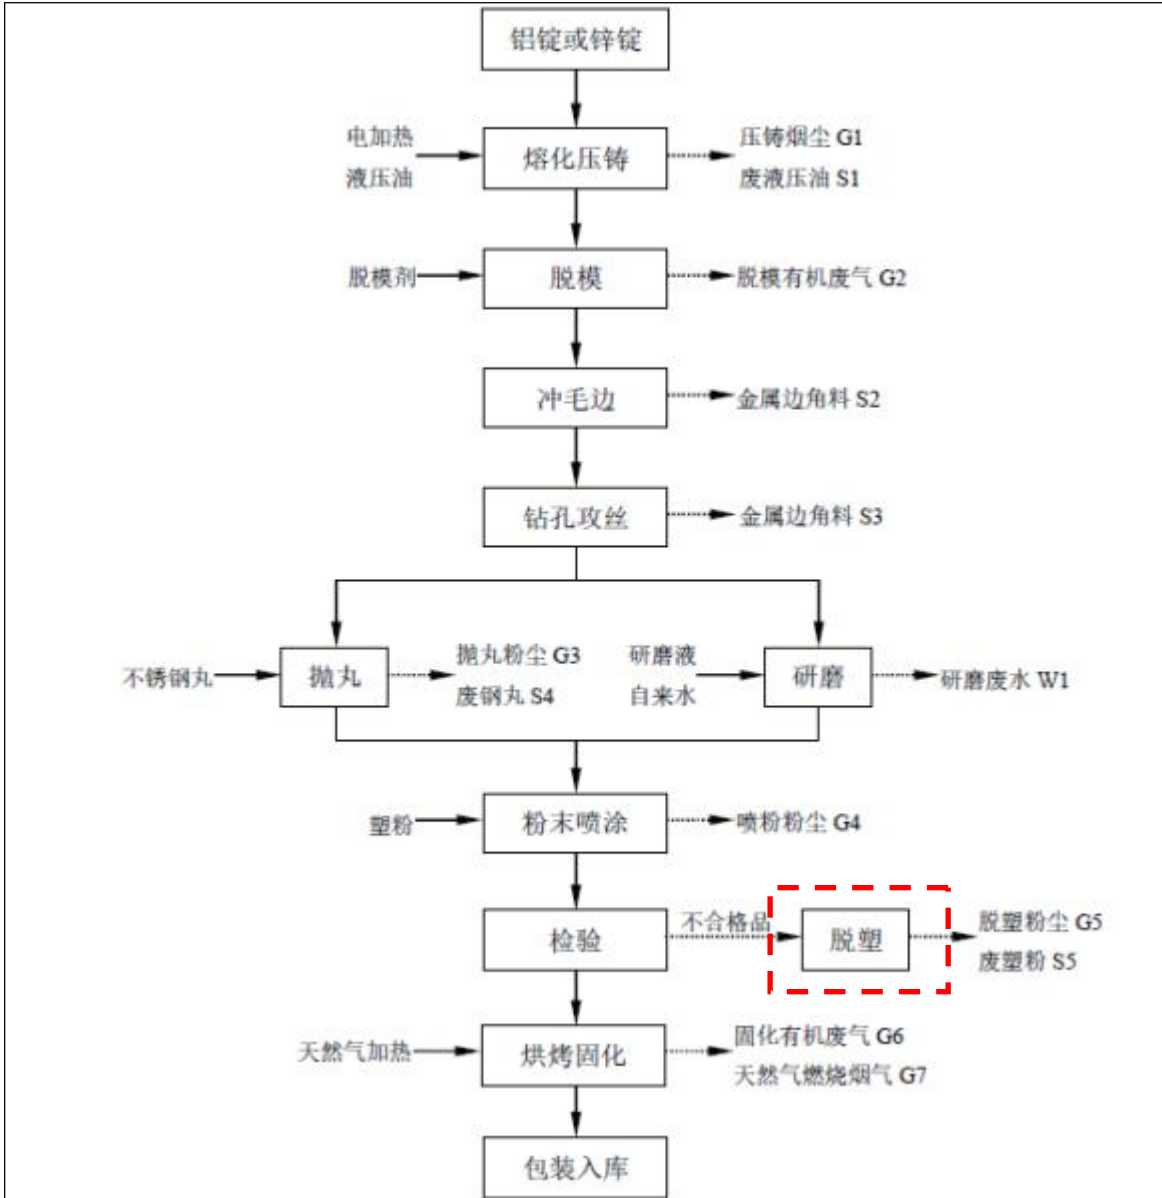 铝锭或锌锭
电加热
液压油
熔化压铸
压铸烟尘 G1
废液压油 S1
脱模剂
脱模
脱模有机废气 G2
冲毛边
金属边角料 S2
钻孔攻丝
金属边角料 S3
不锈钢丸
抛丸
抛丸粉尘 G3
废钢丸 S4
研磨液
自来水
研磨
研磨废水 W1
塑粉
粉末喷涂
喷粉粉尘 G4
检验
不合格品
脱塑
脱塑粉尘 G5
废塑粉 S5
天然气加热
烘烤固化
固化有机废气 G6
天然气燃烧烟气 G7
包装入库